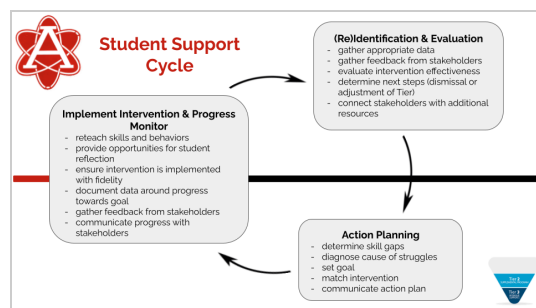 Student Support
Cycle
(Re)Identification & Evaluation
- gather appropriate data
- gather feedback from stakeholders
- evaluate intervention effectiveness
- determine next steps (dismissal or
adjustment of Tier)
- connect stakeholders with additional
resources
Implement Intervention & Progress
Monitor
- reteach skills and behaviors
- provide opportunities for student
reflection
- ensure intervention is implemented
with fidelity
- document data around progress
towards goal
- gather feedback from stakeholders
- communicate progress with
stakeholders
Action Planning
- determine skill gaps
- diagnose cause of struggles
- set goal
- match intervention
- communicate action plan
A
Tier 2
Tier 3